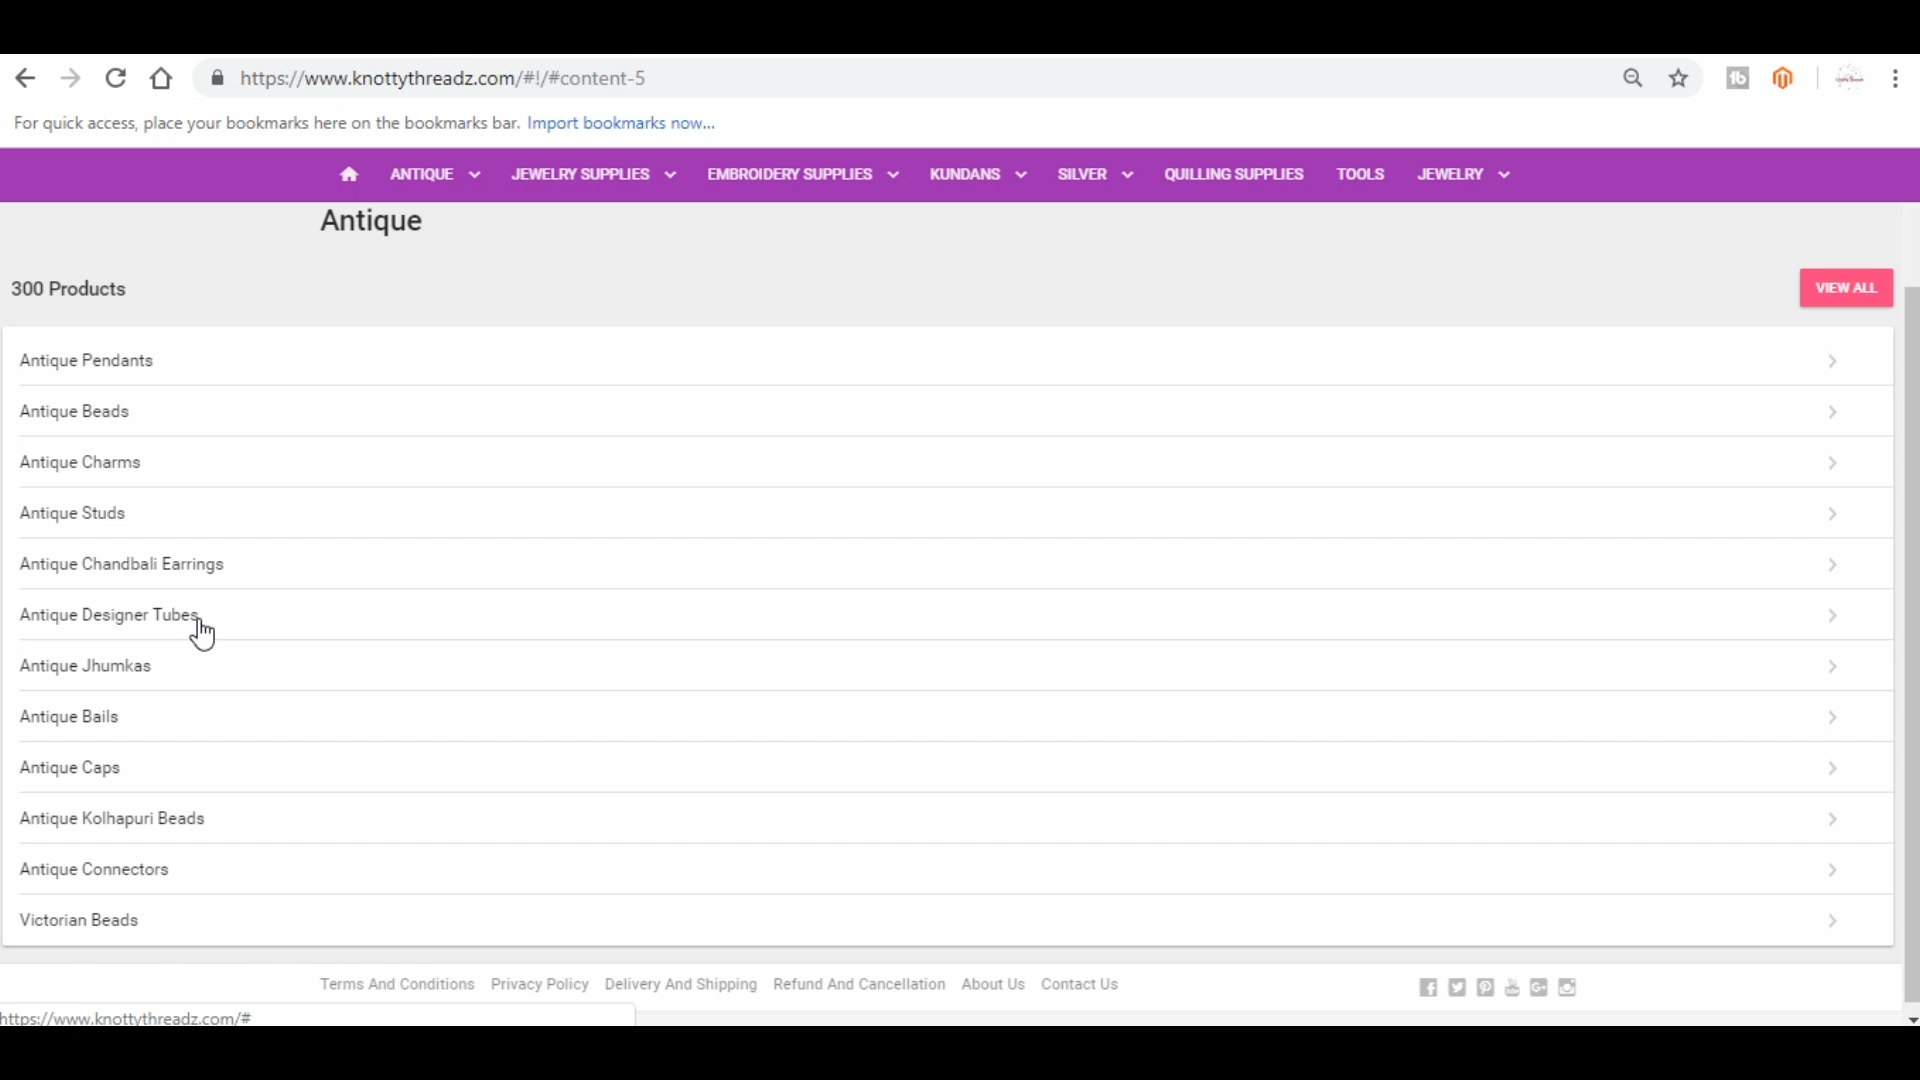 https://www.knottythreadz.com/#!/#content-5
For quick access, place your bookmarks here on the bookmarks bar. Import bookmarks now...
ANTIQUE JEWELRY SUPPLIES EMBROIDERY SUPPLIES KUNDANS SILVER QUILLING SUPPLIES TOOLS JEWELRY
Antique
300 Products
VIEW ALL
Antique Pendants
Antique Beads
Antique Charms
Antique Studs
Antique Chandbali Earrings
Antique Designer Tubes
Antique Jhumkas
Antique Bails
Antique Caps
Antique Kolhapuri Beads
Antique Connectors
Victorian Beads
Terms And Conditions Privacy Policy Delivery And Shipping Refund And Cancellation About Us Contact Us
https://www.knottythreadz.com/#